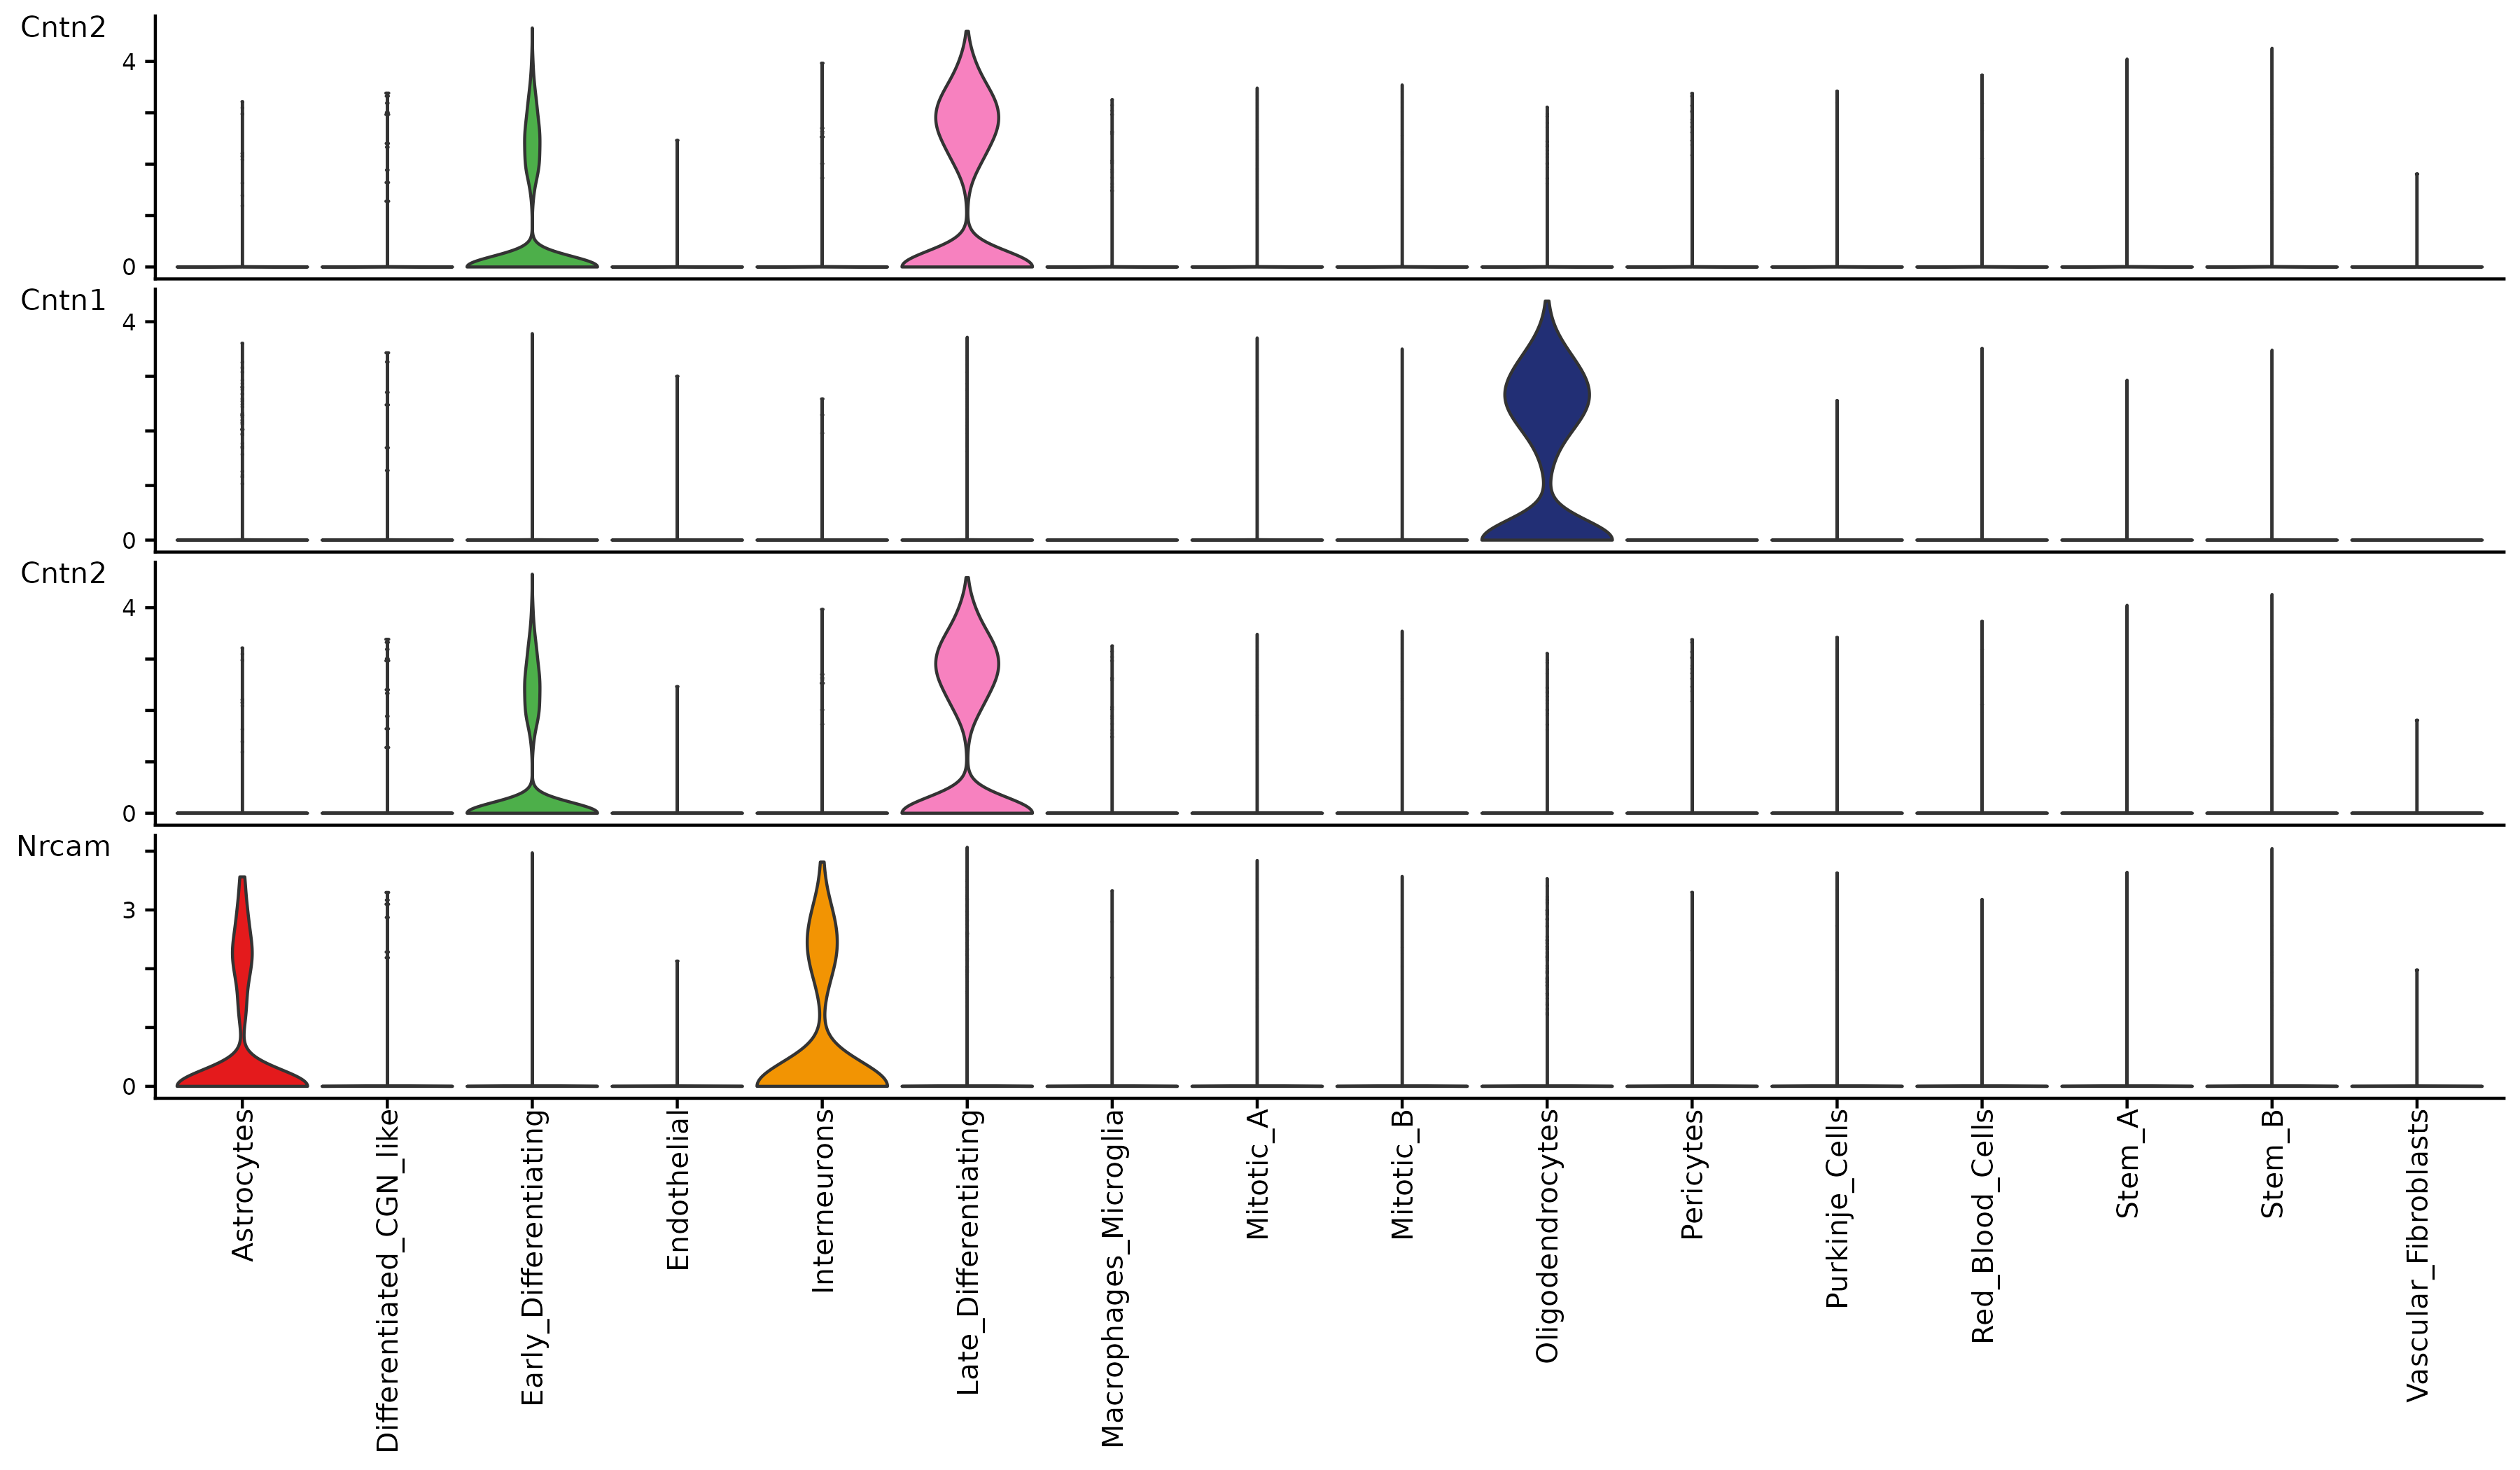 Cntn2
4
0
Cntn1
4
0
Cntn2
4
0
Nrcam
3
0
Astrocytes
Differentiated_CGN_like
Early_Differentiating
Endothelial
Interneurons
Late_Differentiating
Macrophages_Microglia
Mitotic_A
Mitotic_B
Oligodendrocytes
Pericytes
Purkinje_Cells
Red_Blood_Cells
Stem_A
Stem_B
Vascular_Fibroblasts